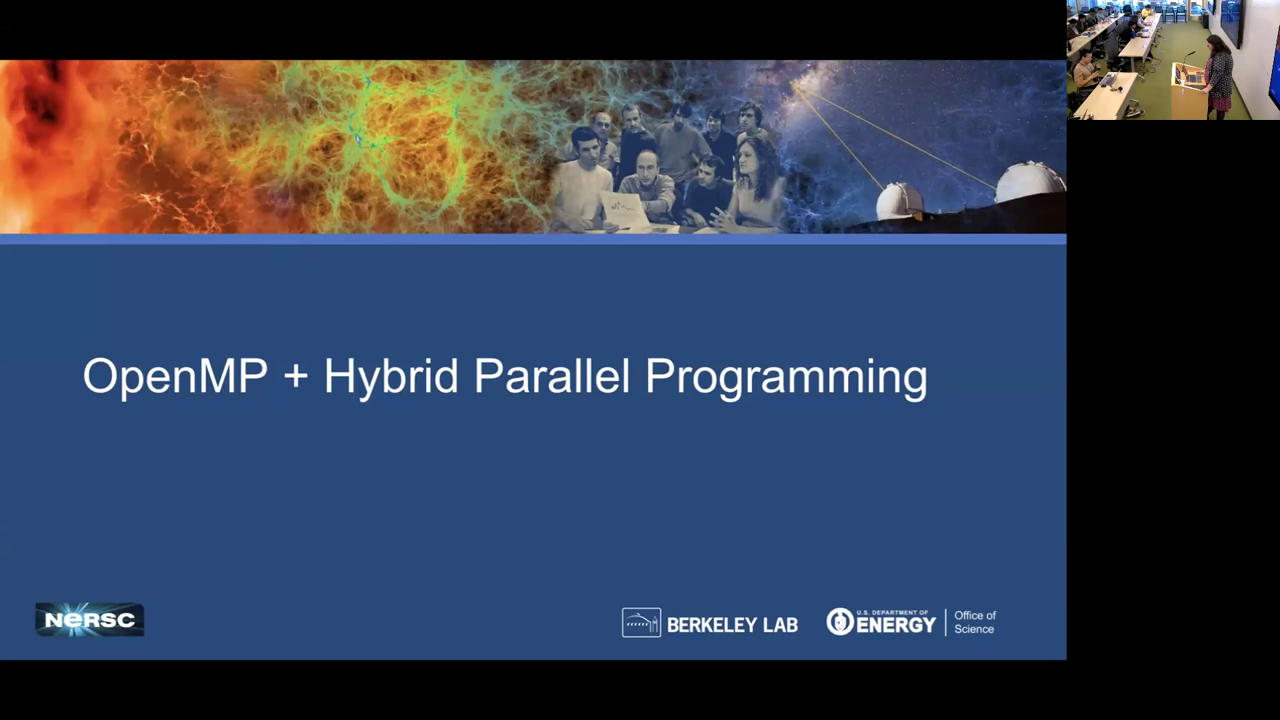 OpenMP + Hybrid Parallel Programming
NERSC
BERKELEY LAB
U.S. DEPARTMENT OF
ENERGY
Office of
Science